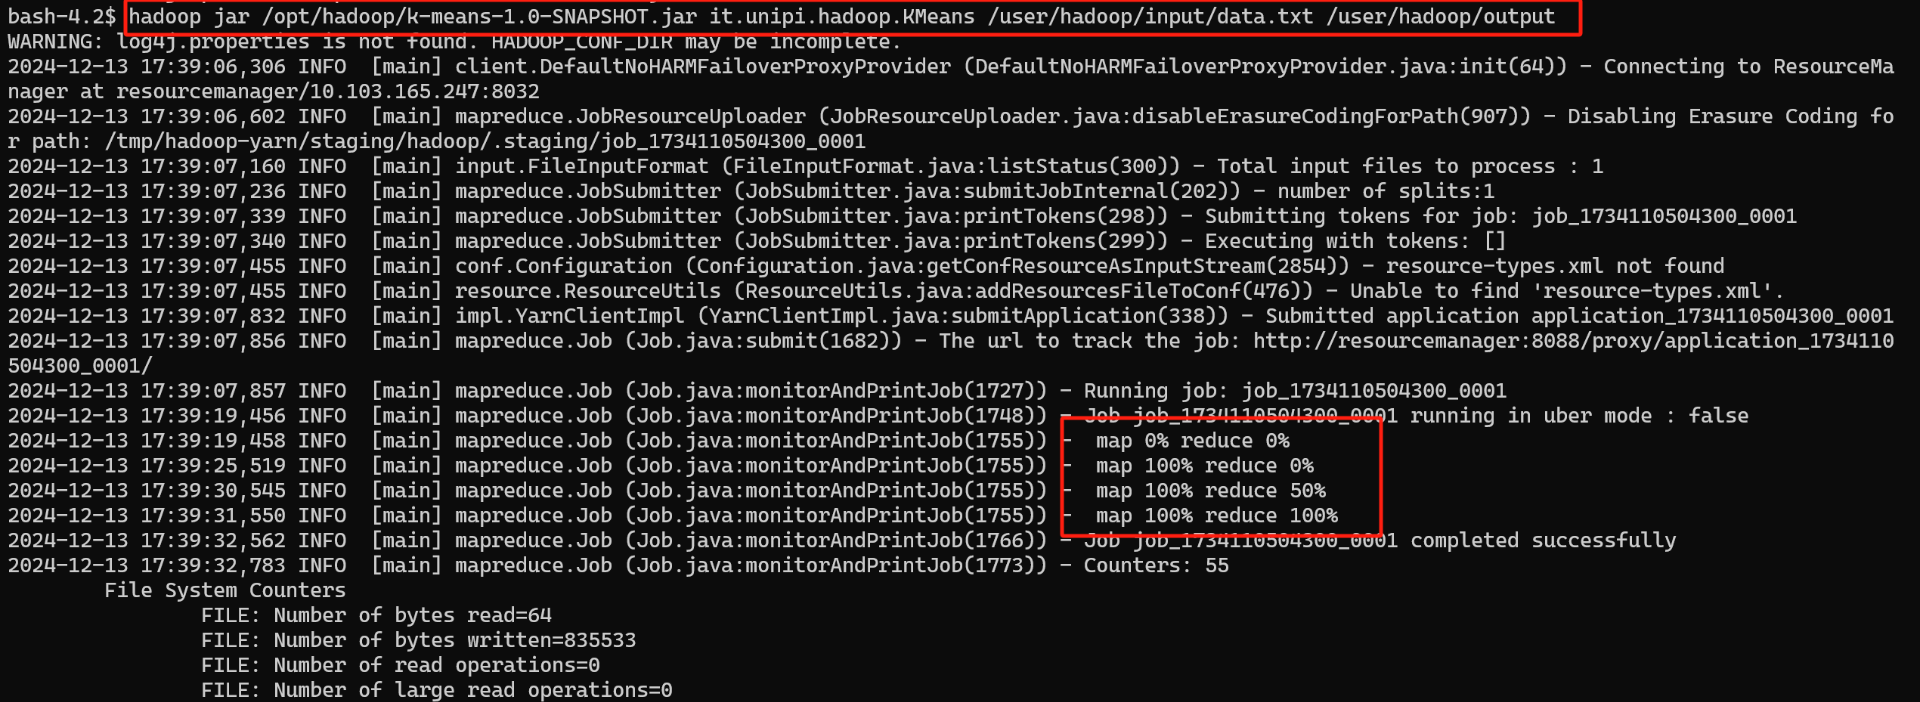 bash-4.2$ hadoop jar /opt/hadoop/k-means-1.0-SNAPSHOT.jar it.unipi.hadoop.KMeans /user/hadoop/input/data.txt /user/hadoop/output
WARNING: log4j.properties is not found. HADOOP_CONF_DIR may be incomplete.
2024-12-13 17:39:06,306 INFO  [main] client.DefaultNoHARMFailoverProxyProvider (DefaultNoHARMFailoverProxyProvider.java:init(64)) - Connecting to ResourceMa
nager at resourcemanager/10.103.165.247:8032
2024-12-13 17:39:06,602 INFO  [main] mapreduce.JobResourceUploader (JobResourceUploader.java:disableErasureCodingForPath(907)) - Disabling Erasure Coding fo
r path: /tmp/hadoop-yarn/staging/hadoop/.staging/job_1734110504300_0001
2024-12-13 17:39:07,160 INFO  [main] input.FileInputFormat (FileInputFormat.java:listStatus(300)) - Total input files to process : 1
2024-12-13 17:39:07,236 INFO  [main] mapreduce.JobSubmitter (JobSubmitter.java:submitJobInternal(202)) - number of splits:1
2024-12-13 17:39:07,339 INFO  [main] mapreduce.JobSubmitter (JobSubmitter.java:printTokens(298)) - Submitting tokens for job: job_1734110504300_0001
2024-12-13 17:39:07,340 INFO  [main] mapreduce.JobSubmitter (JobSubmitter.java:printTokens(299)) - Executing with tokens: []
2024-12-13 17:39:07,455 INFO  [main] conf.Configuration (Configuration.java:getConfResourceAsInputStream(2854)) - resource-types.xml not found
2024-12-13 17:39:07,455 INFO  [main] resource.ResourceUtils (ResourceUtils.java:addResourcesFileToConf(476)) - Unable to find 'resource-types.xml'.
2024-12-13 17:39:07,832 INFO  [main] impl.YarnClientImpl (YarnClientImpl.java:submitApplication(338)) - Submitted application application_1734110504300_0001
2024-12-13 17:39:07,856 INFO  [main] mapreduce.Job (Job.java:submit(1682)) - The url to track the job: http://resourcemanager:8088/proxy/application_1734110
504300_0001/
2024-12-13 17:39:07,857 INFO  [main] mapreduce.Job (Job.java:monitorAndPrintJob(1727)) - Running job: job_1734110504300_0001
2024-12-13 17:39:19,456 INFO  [main] mapreduce.Job (Job.java:monitorAndPrintJob(1748)) - Job job_1734110504300_0001 running in uber mode : false
2024-12-13 17:39:19,458 INFO  [main] mapreduce.Job (Job.java:monitorAndPrintJob(1755)) -  map 0% reduce 0%
2024-12-13 17:39:25,519 INFO  [main] mapreduce.Job (Job.java:monitorAndPrintJob(1755)) -  map 100% reduce 0%
2024-12-13 17:39:30,545 INFO  [main] mapreduce.Job (Job.java:monitorAndPrintJob(1755)) -  map 100% reduce 50%
2024-12-13 17:39:31,550 INFO  [main] mapreduce.Job (Job.java:monitorAndPrintJob(1755)) -  map 100% reduce 100%
2024-12-13 17:39:32,562 INFO  [main] mapreduce.Job (Job.java:monitorAndPrintJob(1766)) - Job job_1734110504300_0001 completed successfully
2024-12-13 17:39:32,783 INFO  [main] mapreduce.Job (Job.java:monitorAndPrintJob(1773)) - Counters: 55
File System Counters
FILE: Number of bytes read=64
FILE: Number of bytes written=835533
FILE: Number of read operations=0
FILE: Number of large read operations=0